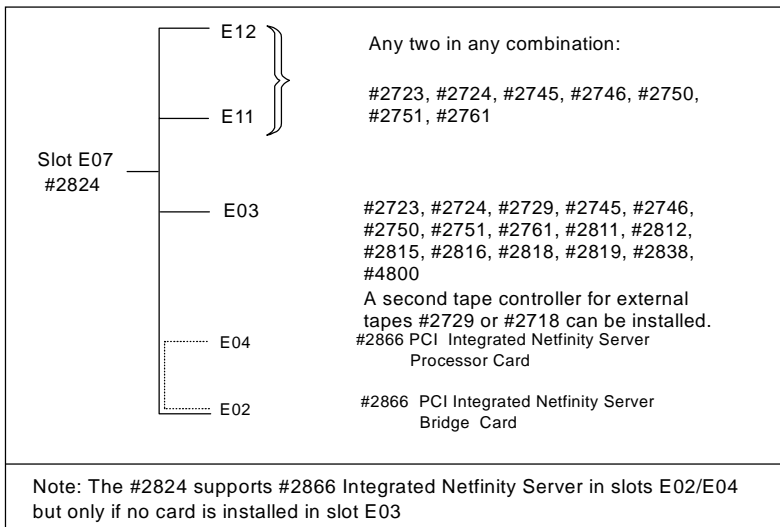 E12
Any two in any combination:
#2723, #2724, #2745, #2746, #2750,
#2751, #2761
E11
Slot E07
#2824
E03
#2723, #2724, #2729, #2745, #2746,
#2750, #2751, #2761, #2811, #2812,
#2815, #2816, #2818, #2819, #2838,
#4800
A second tape controller for external
tapes #2729 or #2718 can be installed.
E04
#2866 PCI Integrated Netfinity Server
Processor Card
E02
#2866 PCI Integrated Netfinity Server
Bridge Card
Note: The #2824 supports #2866 Integrated Netfinity Server in slots E02/E04
but only if no card is installed in slot E03